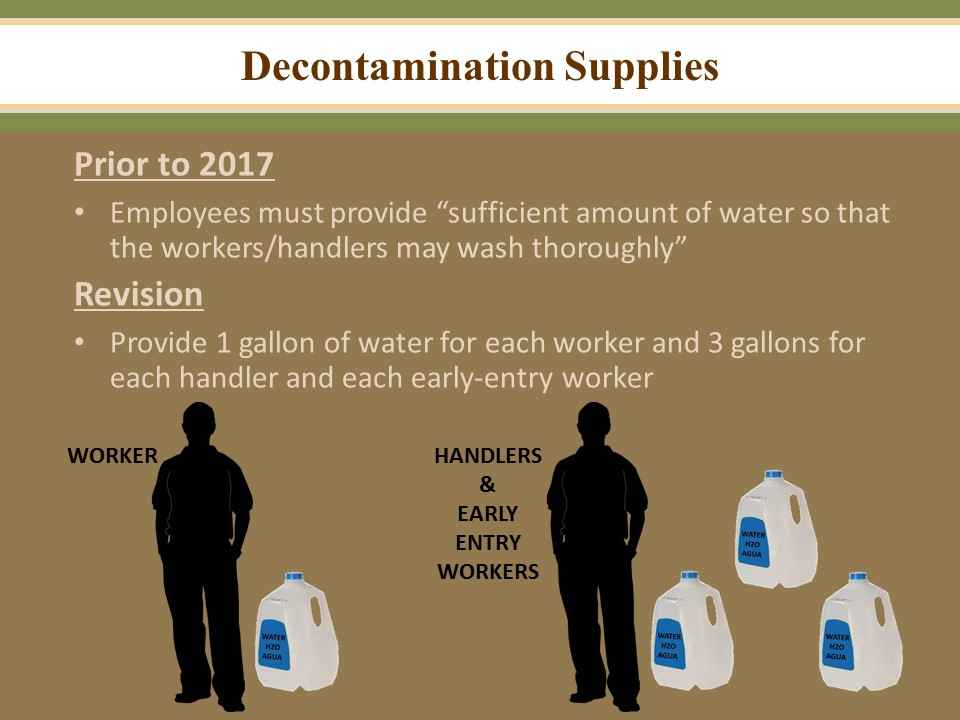 Decontamination Supplies
Prior to 2017
• Employees must provide “sufficient amount of water so that
the workers/handlers may wash thoroughly”
Revision
• Provide 1 gallon of water for each worker and 3 gallons for
each handler and each early-entry worker
WORKER
WATER
H2O
AGUA
HANDLERS
&
EARLY
ENTRY
WORKERS
WATER
H2O
AGUA
WATER
H2O
AGUA
WATER
H2O
AGUA